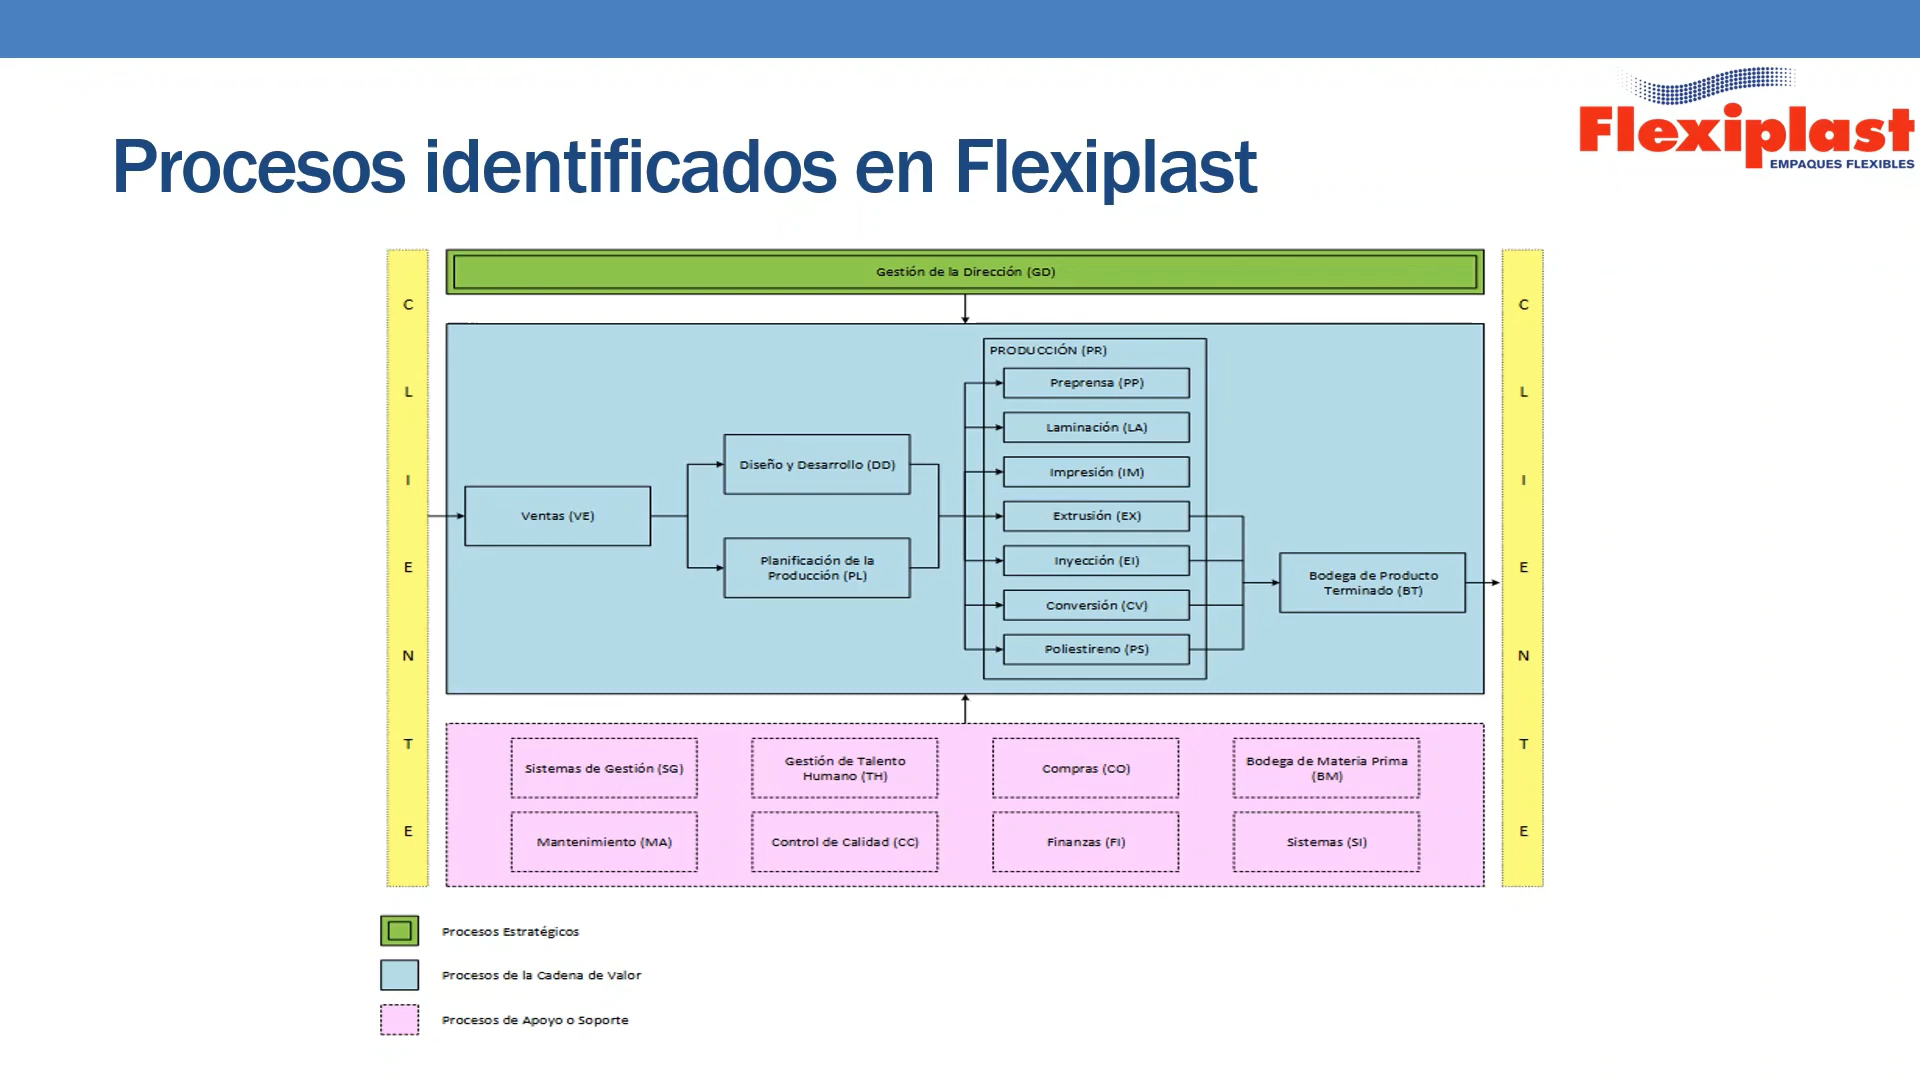 Flexiplast
EMPAQUES FLEXIBLES
Procesos identificados en Flexiplast
CLIENTE
Gestión de la Dirección (GD)
Ventas (VE)
Diseño y Desarrollo (DD)
Planificación de la
Producción (PL)
PRODUCCIÓN (PR)
Preprensa (PP)
Laminación (LA)
Impresión (IM)
Extrusión (EX)
Inyección (EI)
Conversión (CV)
Poliestireno (PS)
Bodega de Producto
Terminado (BT)
CLIENTE
Sistemas de Gestión (SG)
Gestión de Talento
Humano (TH)
Compras (CO)
Bodega de Materia Prima
(BM)
Mantenimiento (MA)
Control de Calidad (CC)
Finanzas (FI)
Sistemas (SI)
Procesos Estratégicos
Procesos de la Cadena de Valor
Procesos de Apoyo o Soporte